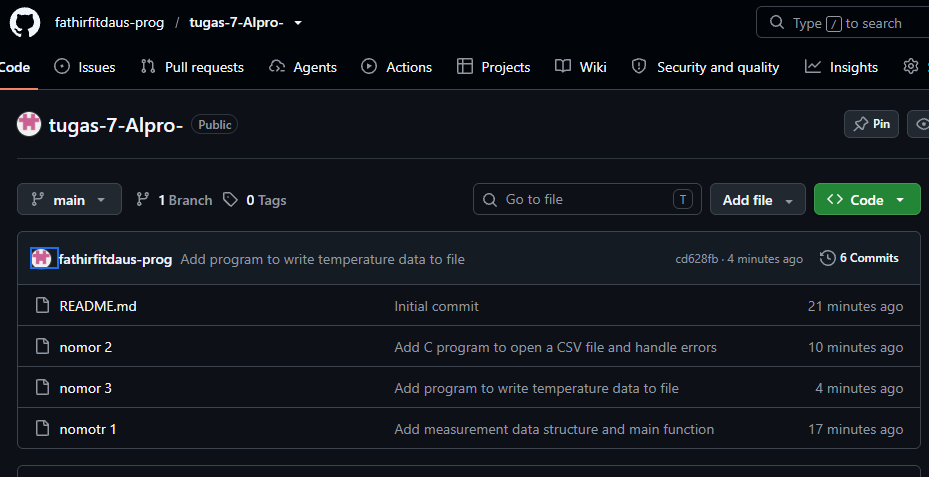 fathirfitdaus-prog / tugas-7-Alpro-
Type / to search
Code Issues Pull requests Agents Actions Projects Wiki Security and quality Insights
tugas-7-Alpro- Public Pin
main 1 Branch 0 Tags Go to file T Add file Code
fathirfitdaus-prog Add program to write temperature data to file cd628fb · 4 minutes ago 6 Commits
README.md Initial commit 21 minutes ago
nomor 2 Add C program to open a CSV file and handle errors 10 minutes ago
nomor 3 Add program to write temperature data to file 4 minutes ago
nomotr 1 Add measurement data structure and main function 17 minutes ago